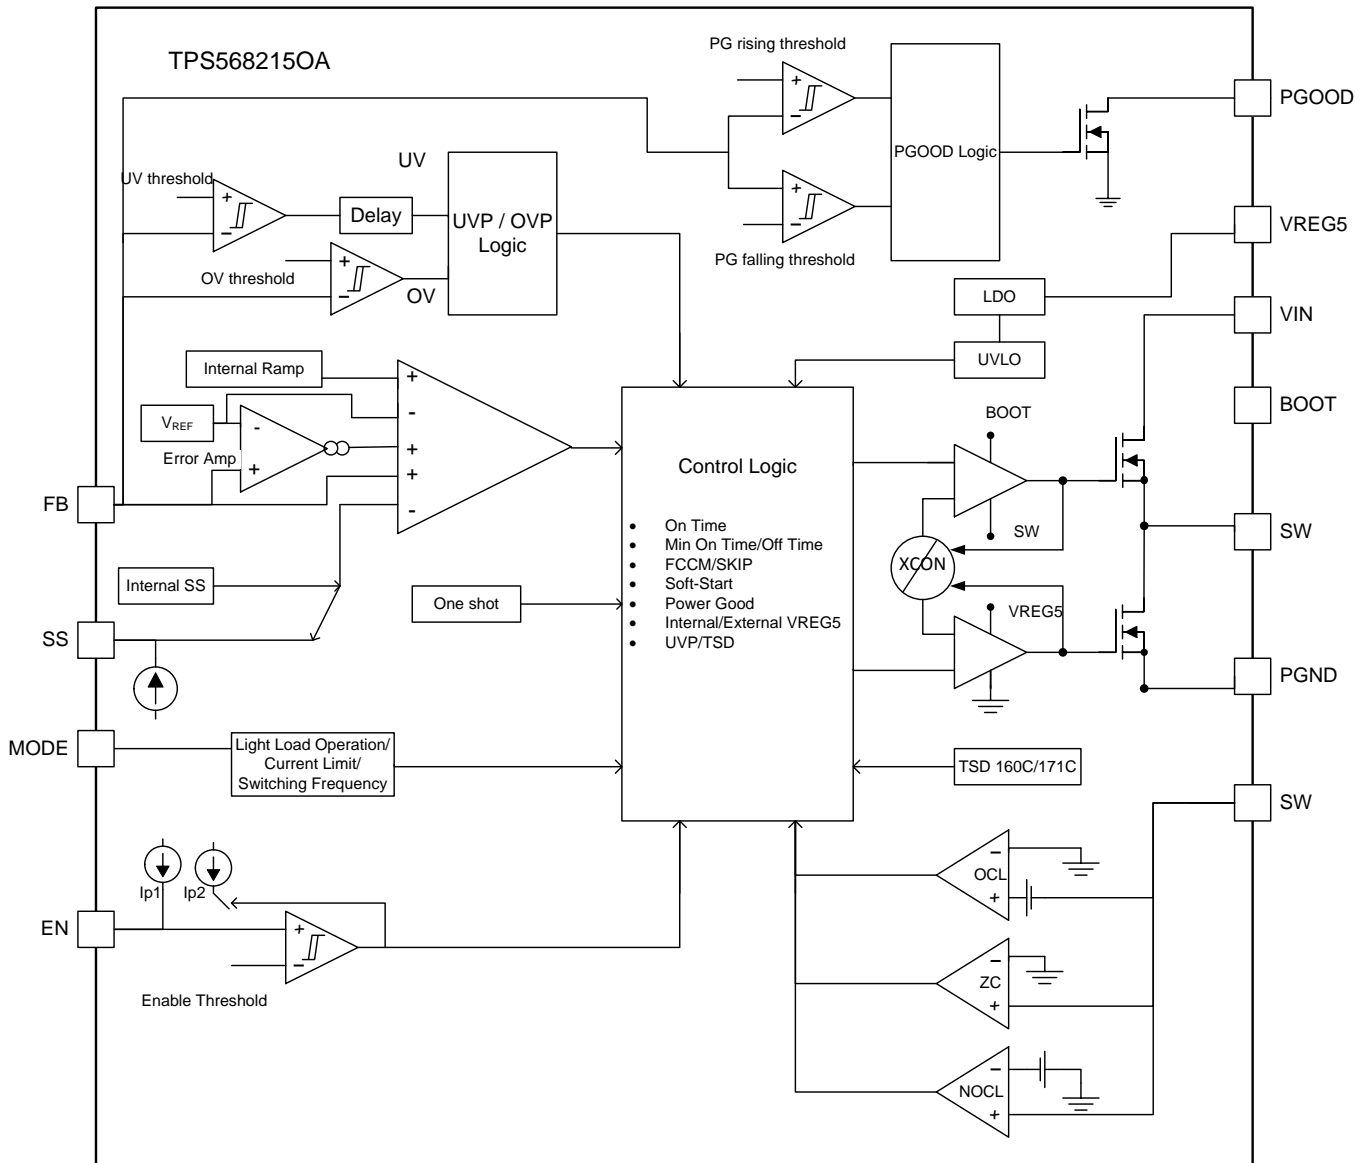 TPS568215OA
PG rising threshold
PGOOD
UV
UV threshold
Delay
UVP / OVP
Logic
PGOOD Logic
VREG5
OV threshold
OV
PG falling threshold
LDO
VIN
UVLO
Internal Ramp
BOOT
BOOT
VREF
Error Amp
Control Logic
FB
• On Time
• Min On Time/Off Time
• FCCM/SKIP
• Soft-Start
• Power Good
• Internal/External VREG5
• UVP/TSD
SW
SW
XCON
Internal SS
One shot
VREG5
SS
PGND
MODE
Light Load Operation/
Current Limit/
Switching Frequency
TSD 160C/171C
SW
Ip1
Ip2
OCL
EN
Enable Threshold
ZC
NOCL